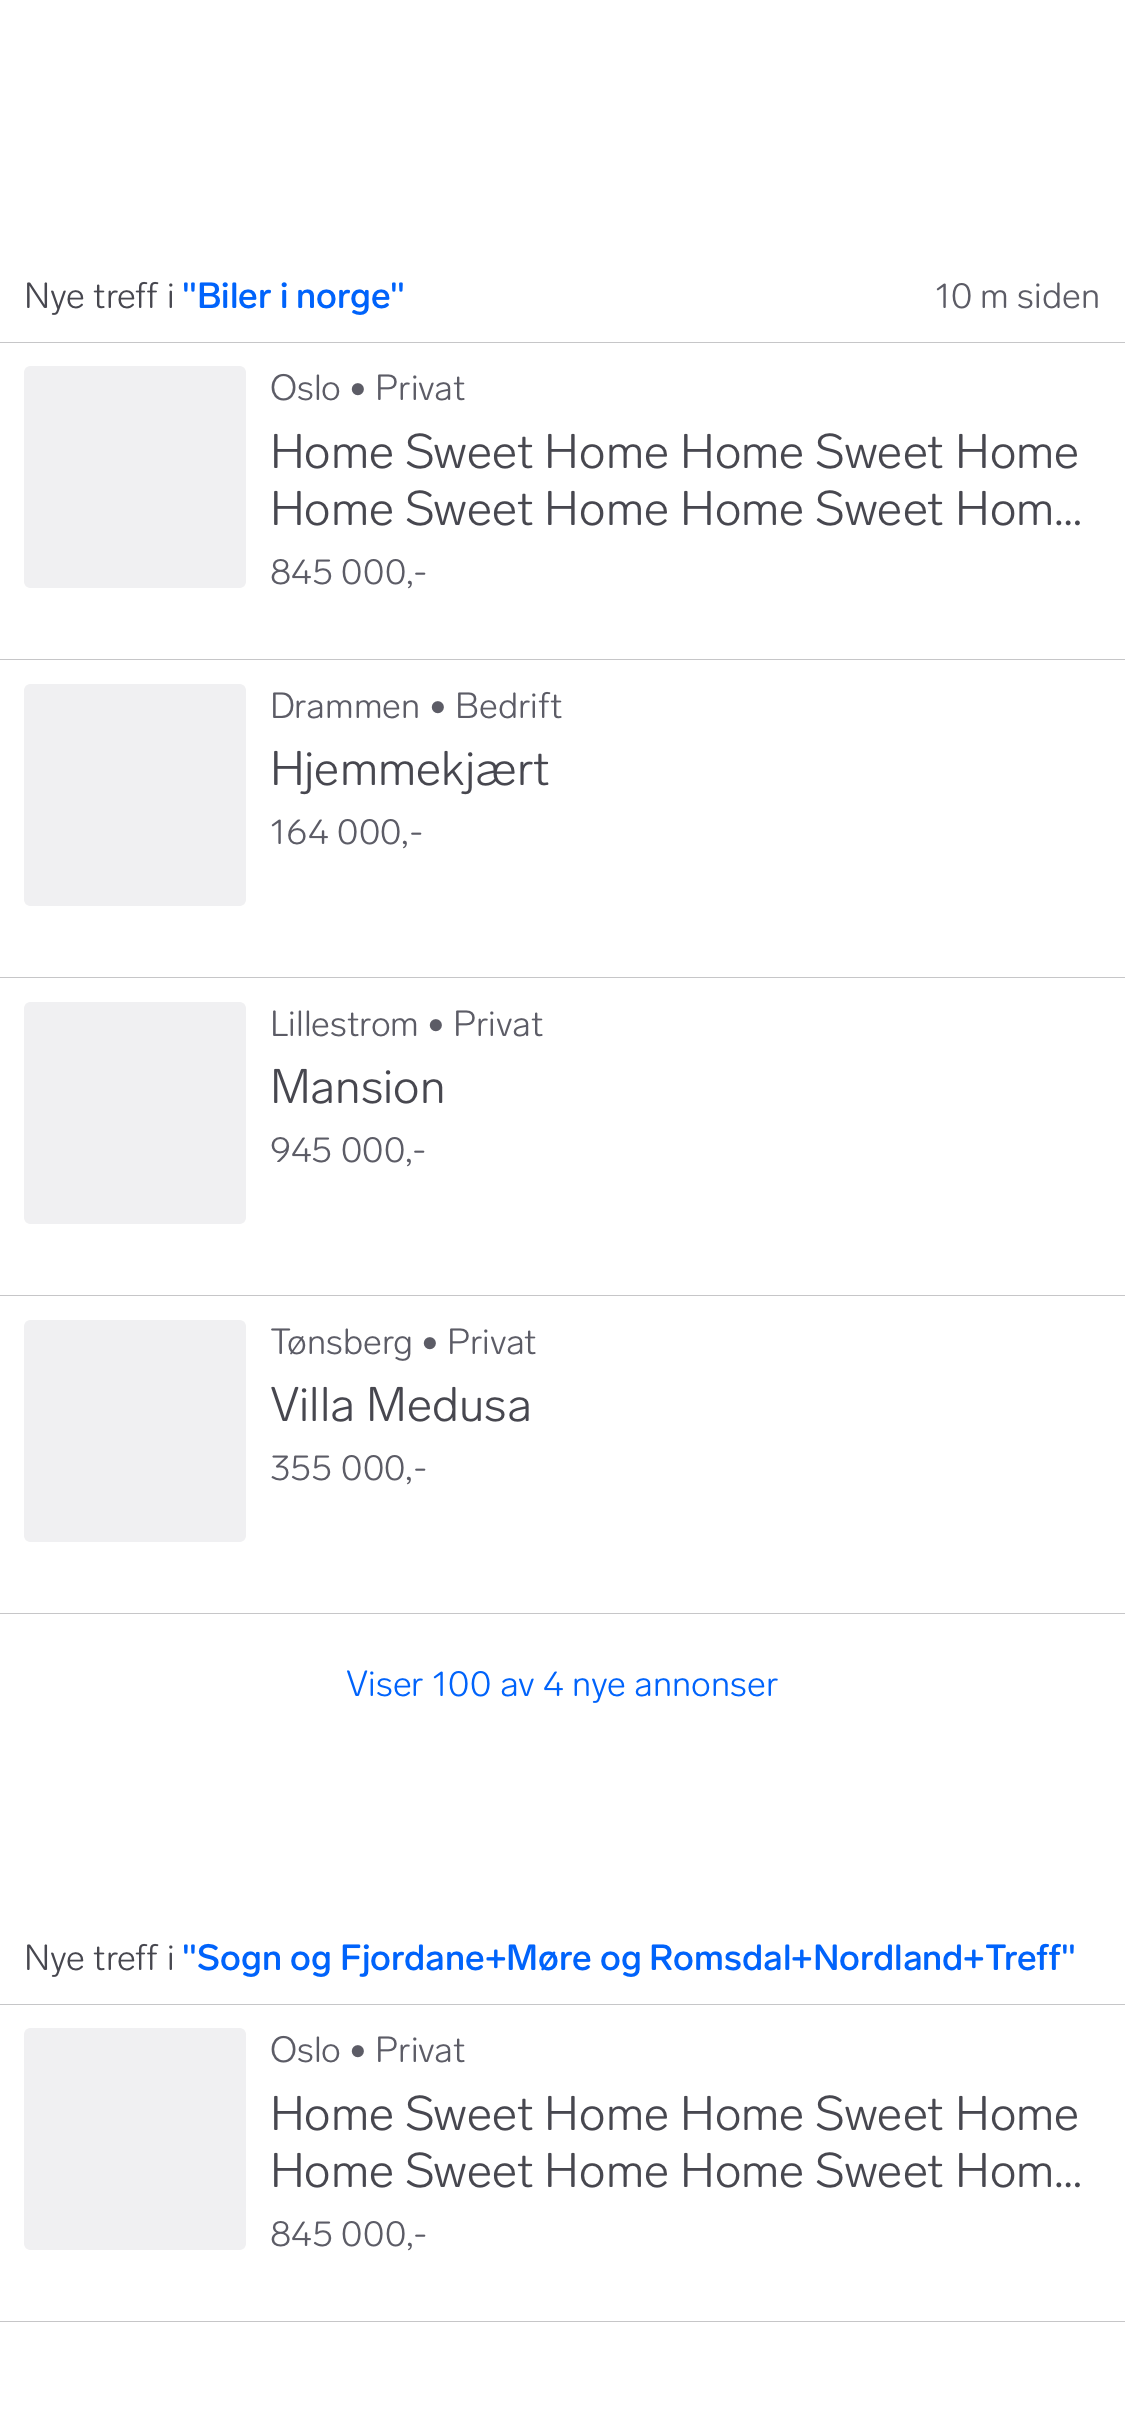 Nye treff i "Biler i norge" 10 m siden
Oslo • Privat
Home Sweet Home Home Sweet Home
Home Sweet Home Home Sweet Hom...
845 000,-
Drammen • Bedrift
Hjemmekjært
164 000,-
Lillestrom • Privat
Mansion
945 000,-
Tønsberg • Privat
Villa Medusa
355 000,-
Viser 100 av 4 nye annonser
Nye treff i "Sogn og Fjordane+Møre og Romsdal+Nordland+Treff"
Oslo • Privat
Home Sweet Home Home Sweet Home
Home Sweet Home Home Sweet Hom...
845 000,-